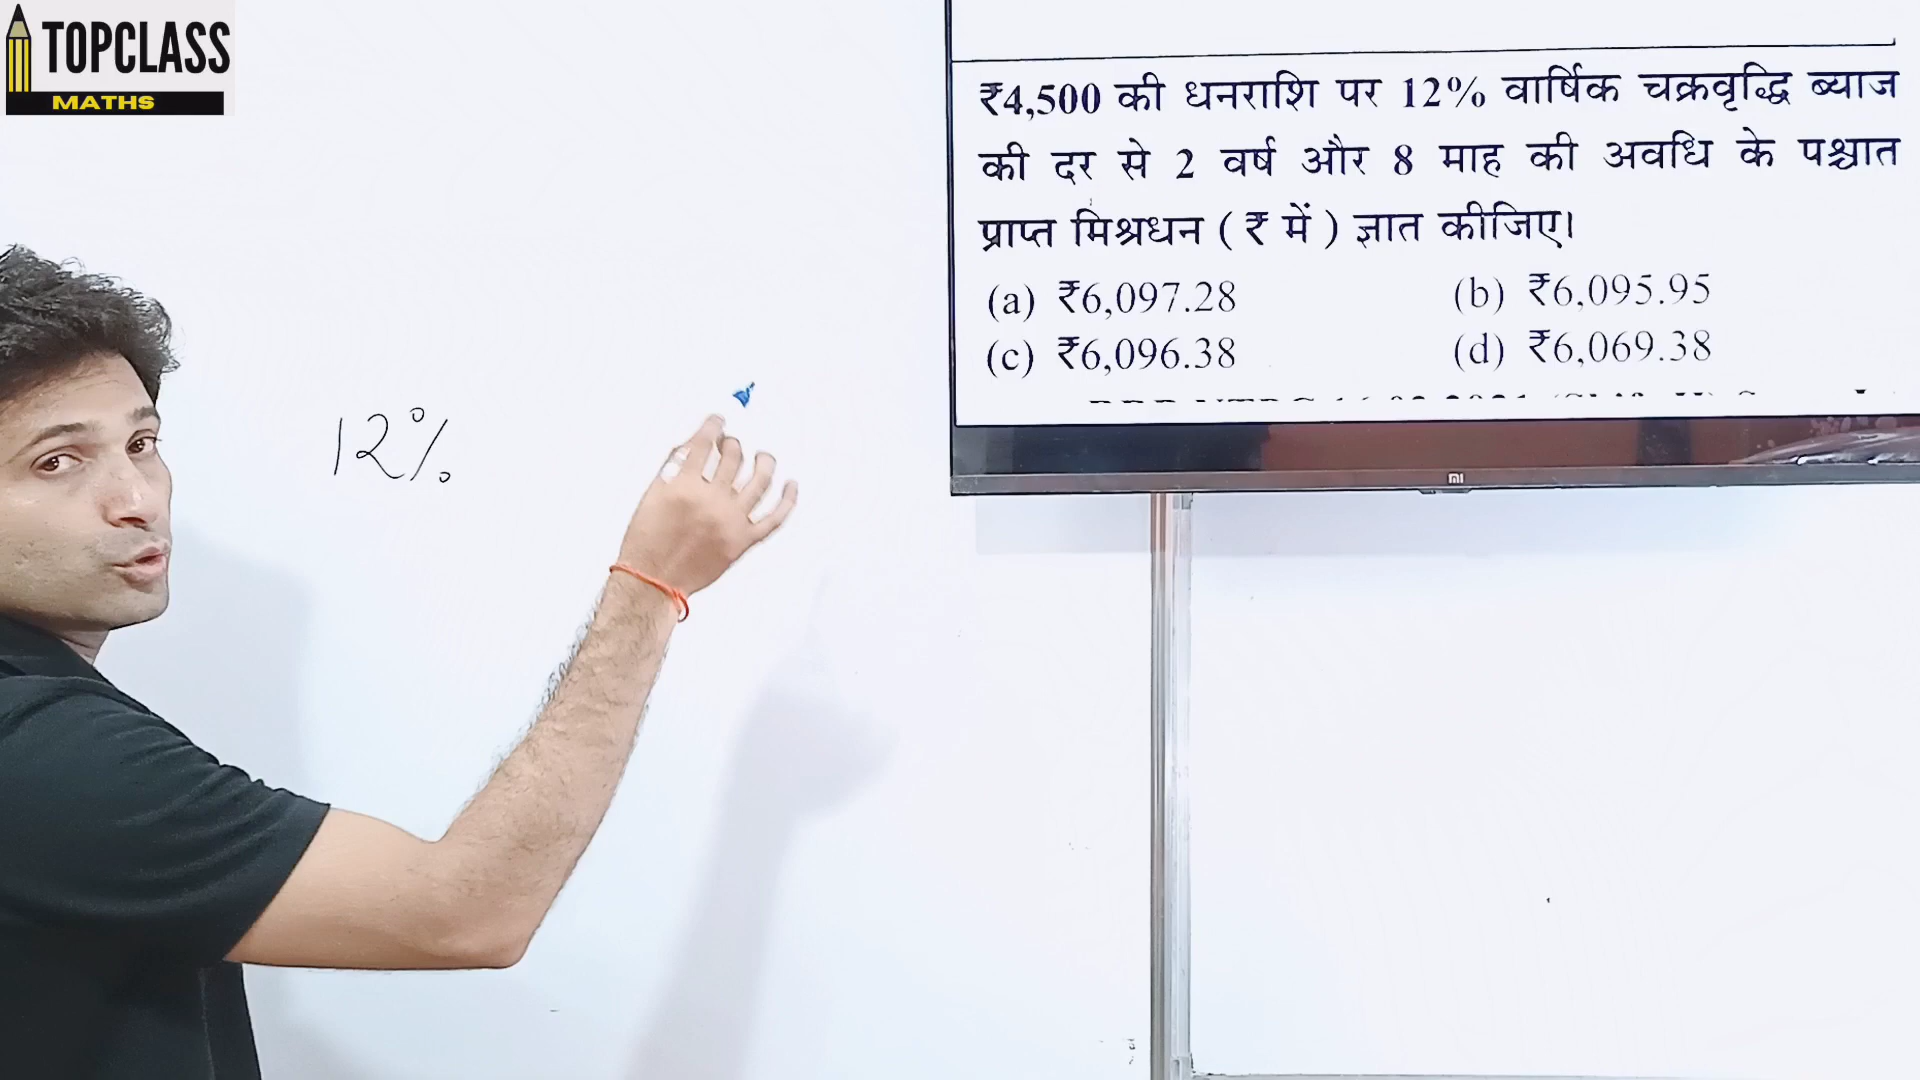 TOPCLASS
MATHS
₹4,500 की धनराशि पर 12% वार्षिक चक्रवृद्धि ब्याज
की दर से 2 वर्ष और 8 माह की अवधि के पश्चात
प्राप्त मिश्रधन ( ₹ में ) ज्ञात कीजिए।
(a) ₹6,097.28 (b) ₹6,095.95
(c) ₹6,096.38 (d) ₹6,069.38
12%
mi